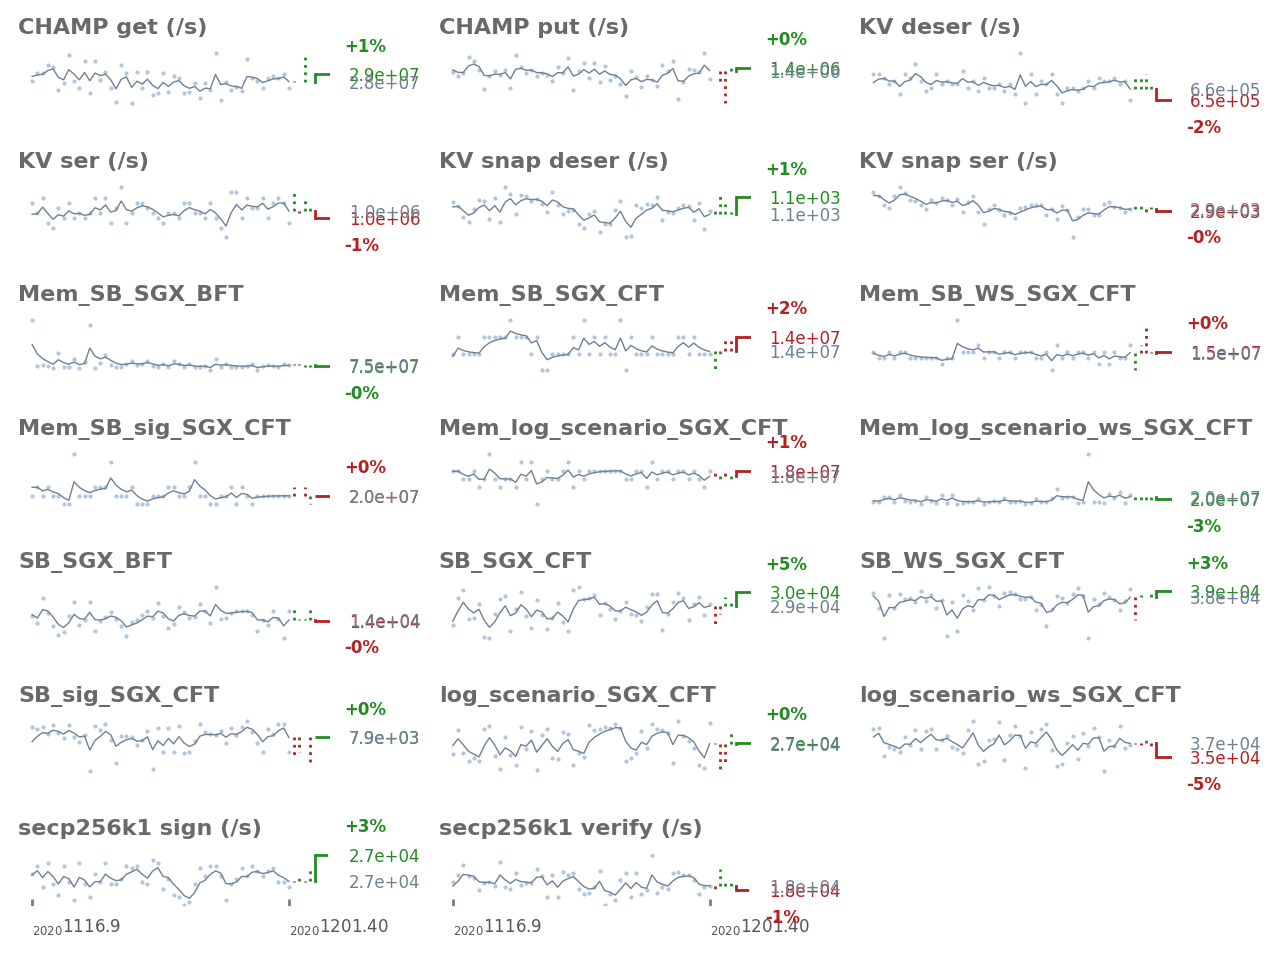 CHAMP get (/s)
+1%
2.9e+07
2.8e+07
CHAMP put (/s)
+0%
1.4e+06
1.4e+06
KV deser (/s)
6.6e+05
6.5e+05
-2%
KV ser (/s)
1.0e+06
1.0e+06
-1%
KV snap deser (/s)
+1%
1.1e+03
1.1e+03
KV snap ser (/s)
2.9e+03
2.9e+03
-0%
Mem_SB_SGX_BFT
7.5e+07
-0%
Mem_SB_SGX_CFT
+2%
1.4e+07
1.4e+07
Mem_SB_WS_SGX_CFT
+0%
1.5e+07
Mem_SB_sig_SGX_CFT
+0%
2.0e+07
Mem_log_scenario_SGX_CFT
+1%
1.8e+07
1.8e+07
Mem_log_scenario_ws_SGX_CFT
2.0e+07
2.0e+07
-3%
SB_SGX_BFT
1.4e+04
1.4e+04
-0%
SB_SGX_CFT
+5%
3.0e+04
2.9e+04
SB_WS_SGX_CFT
+3%
3.9e+04
3.8e+04
SB_sig_SGX_CFT
+0%
7.9e+03
log_scenario_SGX_CFT
+0%
2.7e+04
log_scenario_ws_SGX_CFT
3.7e+04
3.5e+04
-5%
secp256k1 sign (/s)
+3%
2.7e+04
2.7e+04
secp256k1 verify (/s)
1.8e+04
1.8e+04
-1%
20201116.9
20201201.40
20201116.9
20201201.40